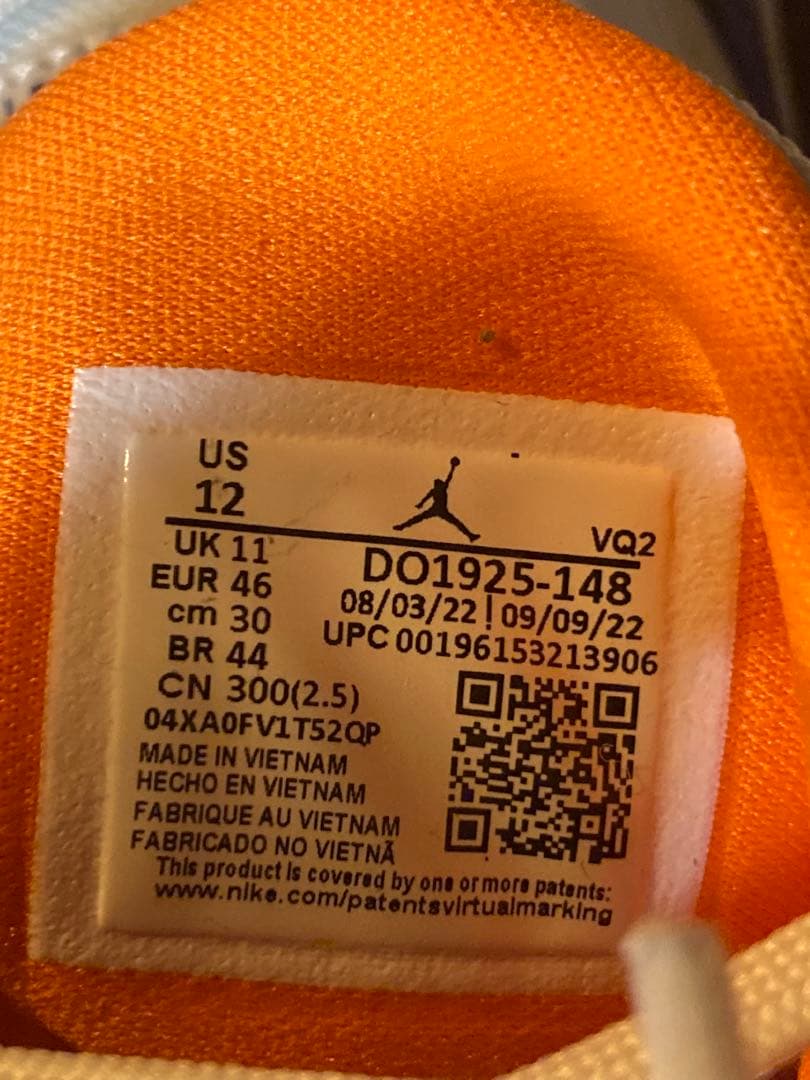 US
12
VQ2
UK 11
DO1925-148
EUR 46
08/03/22 | 09/09/22
cm 30
UPC 00196153213906
BR 44
CN 300(2.5)
04XA0FV1T52QP
MADE IN VIETNAM
HECHO EN VIETNAM
FABRIQUE AU VIETNAM
FABRICADO NO VIETNÃ
This product is covered by one or more patents:
www.nike.com/patentsvirtualmarking